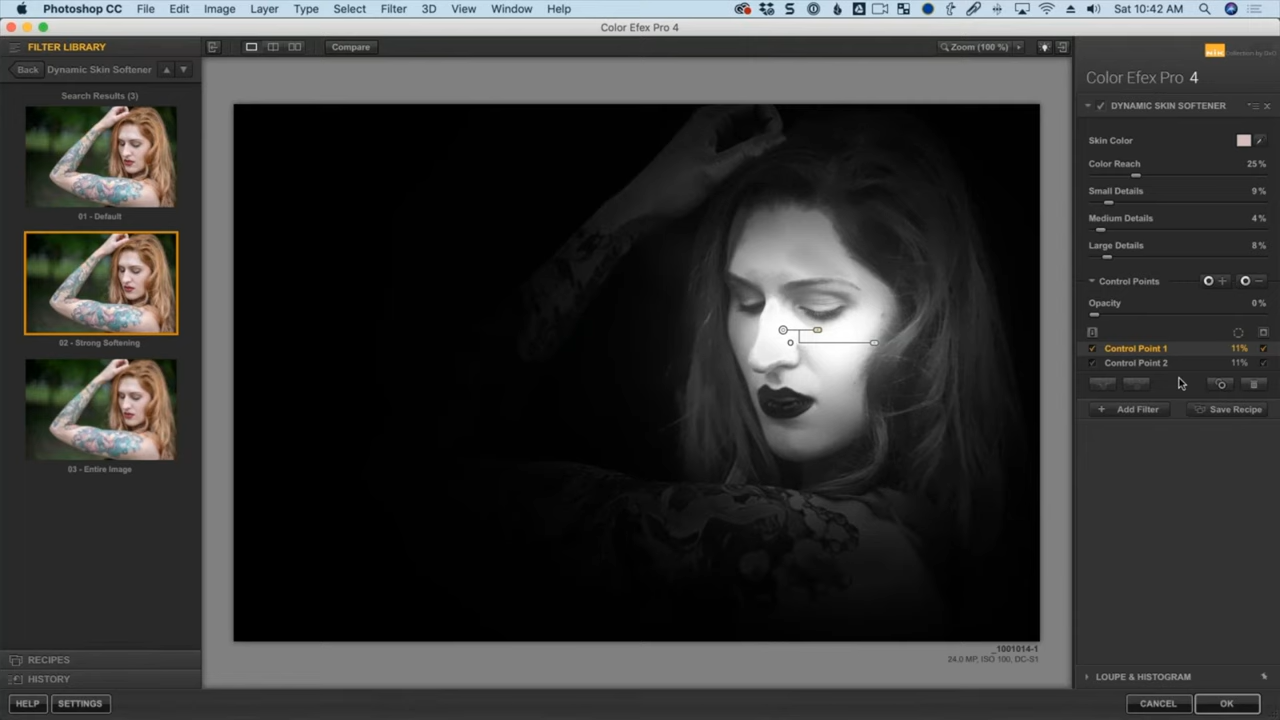 Photoshop CC File Edit Image Layer Type Select Filter 3D View Window Help Sat 10:42 AM
Color Efex Pro 4
FILTER LIBRARY
Compare
Zoom (100 %)
Collection by DxO
Back Dynamic Skin Softener
Color Efex Pro 4
Search Results (3)
DYNAMIC SKIN SOFTENER
Skin Color
Color Reach 25 %
Small Details 9 %
01 - Default
Medium Details 4 %
Large Details 8 %
Control Points
Opacity 0 %
02 - Strong Softening
Control Point 1 11%
Control Point 2 11%
+ Add Filter Save Recipe
03 - Entire Image
_1001014-1
24.0 MP, ISO 100, DC-S1
RECIPES
HISTORY
LOUPE & HISTOGRAM
HELP SETTINGS
CANCEL OK